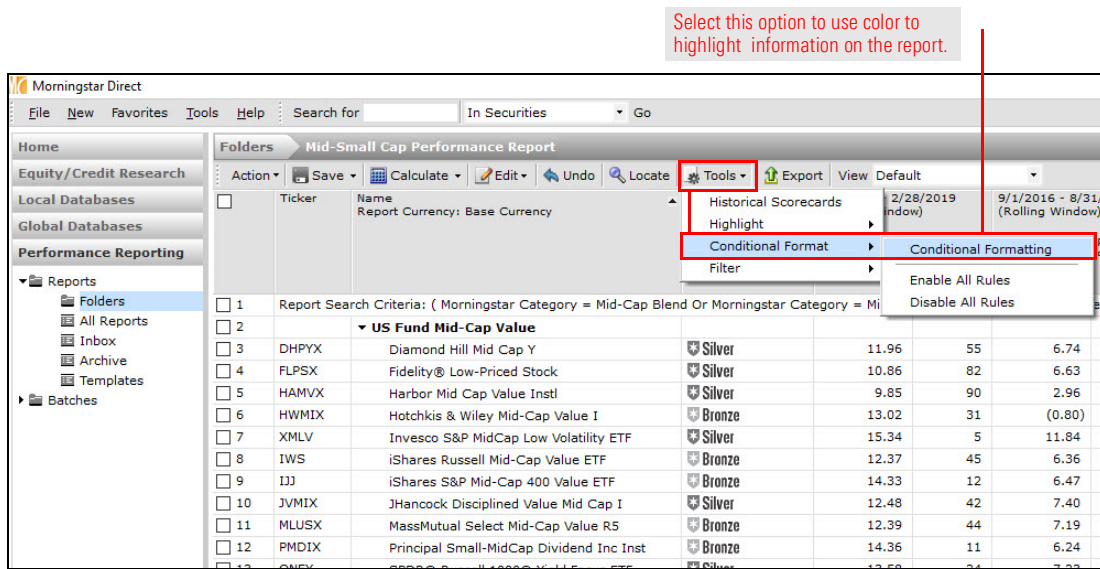 Select this option to use color to
highlight information on the report.
Morningstar Direct
File New Favorites Tools Help Search for In Securities Go
Home
Equity/Credit Research
Local Databases
Global Databases
Performance Reporting
Reports
Folders
All Reports
Inbox
Archive
Templates
Batches
Folders Mid-Small Cap Performance Report
Action Save Calculate Edit Undo Locate Tools Export View Default
Ticker Name 2/28/2019 9/1/2016 - 8/31/
Report Currency: Base Currency indow) (Rolling Window)
Historical Scorecards
Highlight
Conditional Format
Filter
Conditional Formatting
Enable All Rules
Disable All Rules
1 Report Search Criteria: ( Morningstar Category = Mid-Cap Blend Or Morningstar Category = Mi
2 US Fund Mid-Cap Value
3 DHPYX Diamond Hill Mid Cap Y Silver 11.96 55 6.74
4 FLPSX Fidelity® Low-Priced Stock Silver 10.86 82 6.63
5 HAMVX Harbor Mid Cap Value Instl Silver 9.85 90 2.96
6 HWMIX Hotchkis & Wiley Mid-Cap Value I Bronze 13.02 31 (0.80)
7 XMLV Invesco S&P MidCap Low Volatility ETF Silver 15.34 5 11.84
8 IWS iShares Russell Mid-Cap Value ETF Bronze 12.37 45 6.36
9 IJJ iShares S&P Mid-Cap 400 Value ETF Bronze 14.33 12 6.47
10 JVMIX JHancock Disciplined Value Mid Cap I Silver 12.48 42 7.40
11 MLUSX MassMutual Select Mid-Cap Value R5 Bronze 12.39 44 7.19
12 PMDIX Principal Small-MidCap Dividend Inc Inst Bronze 14.36 11 6.24